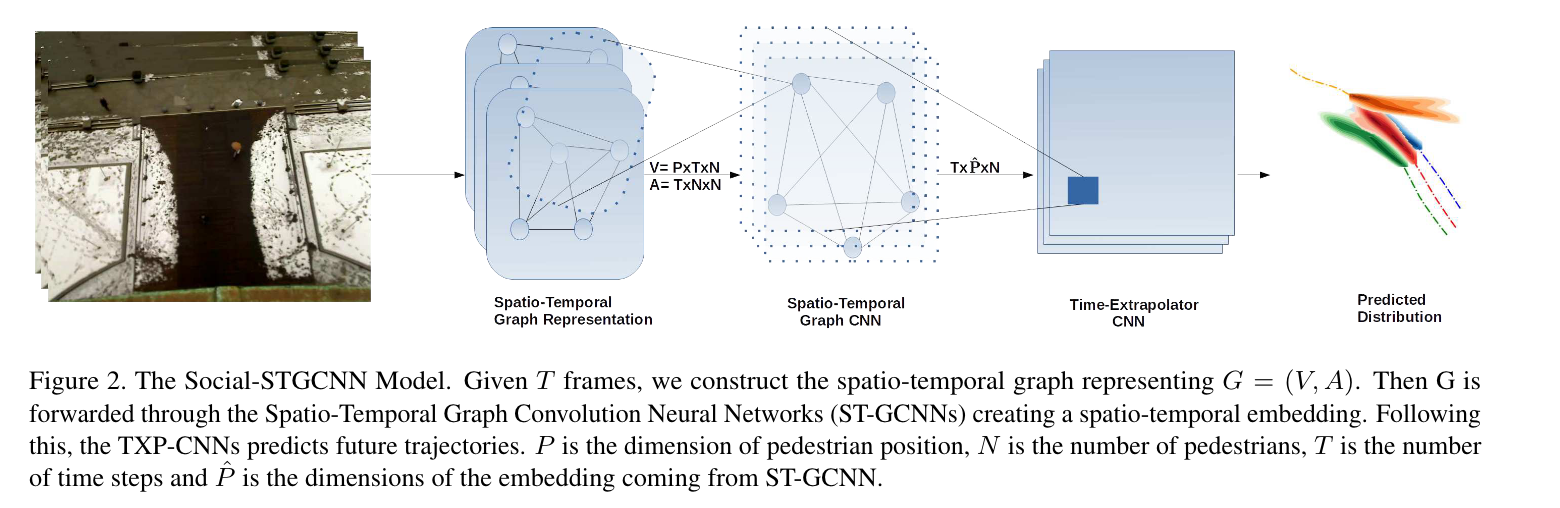 V= PxTxN
A= TxNxN
TxP̂xN
Spatio-Temporal
Graph Representation
Spatio-Temporal
Graph CNN
Time-Extrapolator
CNN
Predicted
Distribution
Figure 2. The Social-STGCNN Model. Given T frames, we construct the spatio-temporal graph representing G = (V, A). Then G is
forwarded through the Spatio-Temporal Graph Convolution Neural Networks (ST-GCNNs) creating a spatio-temporal embedding. Following
this, the TXP-CNNs predicts future trajectories. P is the dimension of pedestrian position, N is the number of pedestrians, T is the number
of time steps and P̂ is the dimensions of the embedding coming from ST-GCNN.